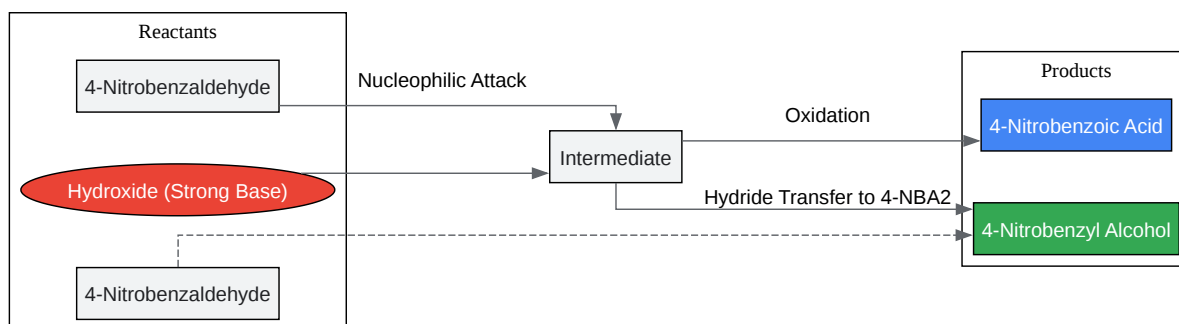 Reactants
4-Nitrobenzaldehyde
Hydroxide (Strong Base)
4-Nitrobenzaldehyde
Nucleophilic Attack
Intermediate
Oxidation
Hydride Transfer to 4-NBA2
Products
4-Nitrobenzoic Acid
4-Nitrobenzyl Alcohol